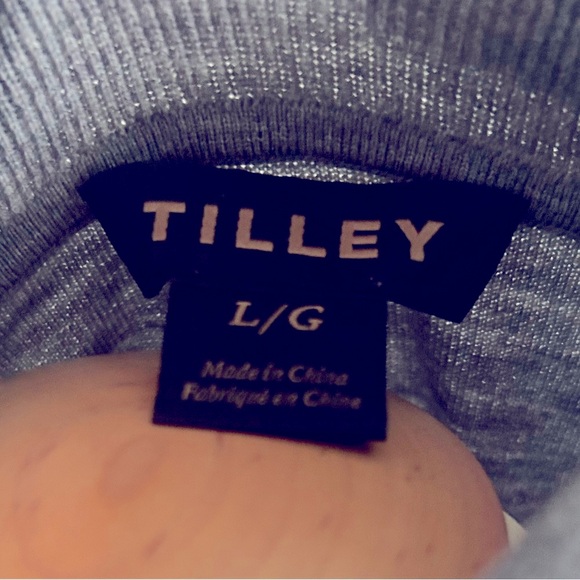 TILLEY
L/G
Made in China
Fabriqué en Chine